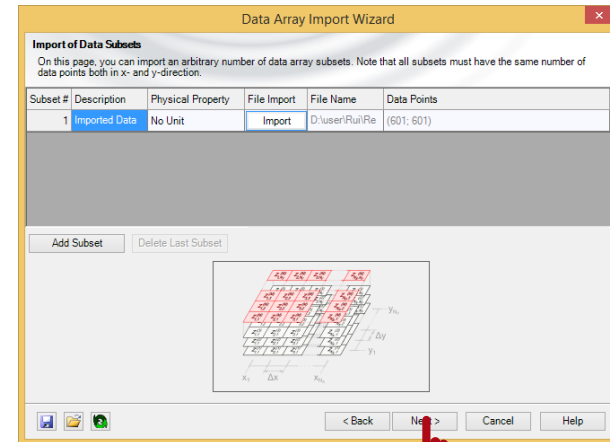 Data Array Import Wizard
×
Import of Data Subsets
On this page, you can import an arbitrary number of data array subsets. Note that all subsets must have the same number of
data points both in x- and y-direction.
Subset # Description Physical Property File Import File Name Data Points
1 Imported Data No Unit Import D:\user\Rui\Re (601; 601)
Add Subset Delete Last Subset
Δy
y₁
x₁ Δx
< Back Next > Cancel Help